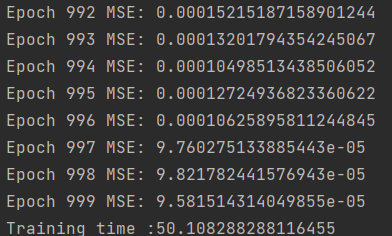 Epoch 992 MSE: 0.00015215187158901244
Epoch 993 MSE: 0.00013201794354245067
Epoch 994 MSE: 0.00010498513438506052
Epoch 995 MSE: 0.00012724936823360622
Epoch 996 MSE: 0.00010625895811244845
Epoch 997 MSE: 9.760275133885443e-05
Epoch 998 MSE: 9.821782441576943e-05
Epoch 999 MSE: 9.581514314049855e-05
Training time :50.108288288116455